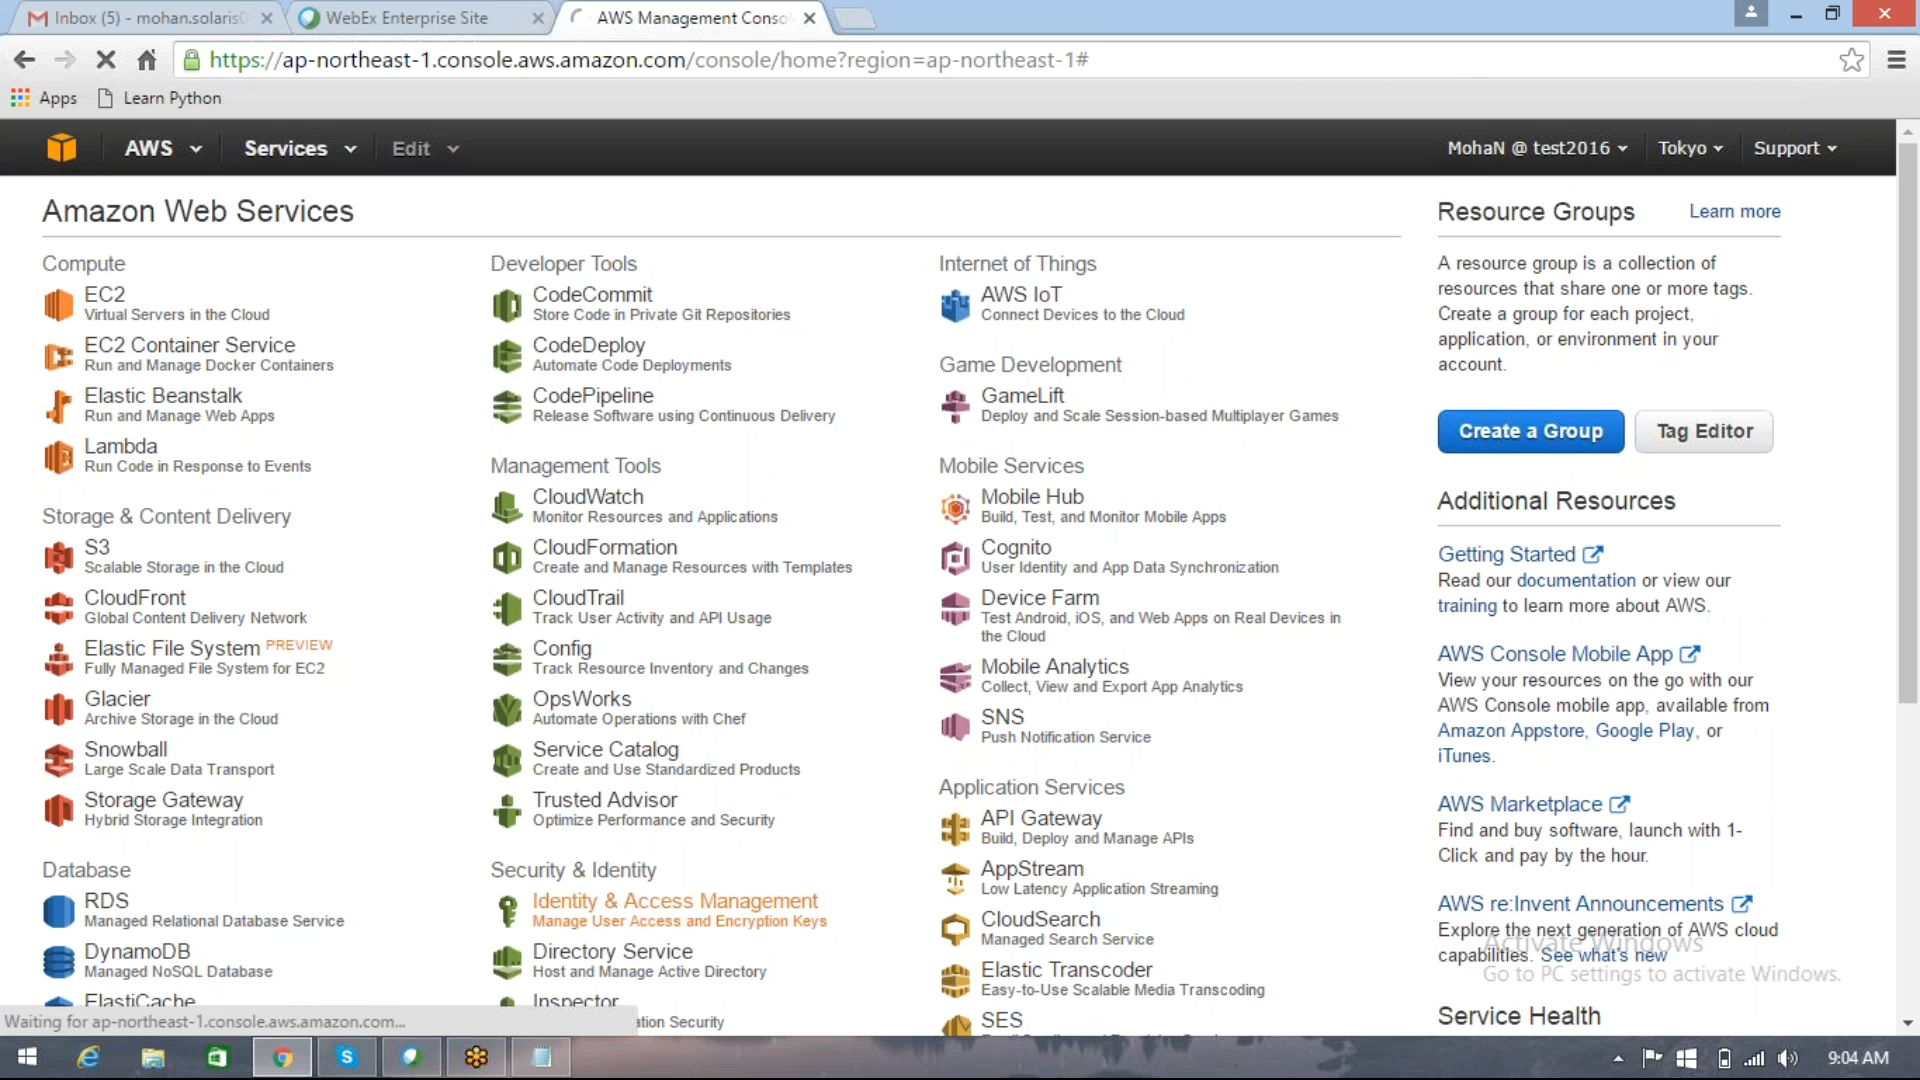 Inbox (5) - mohan.solaris
WebEx Enterprise Site
AWS Management Conso
https://ap-northeast-1.console.aws.amazon.com/console/home?region=ap-northeast-1#
Apps
Learn Python
AWS
Services
Edit
MohaN @ test2016
Tokyo
Support
Amazon Web Services
Compute
EC2
Virtual Servers in the Cloud
EC2 Container Service
Run and Manage Docker Containers
Elastic Beanstalk
Run and Manage Web Apps
Lambda
Run Code in Response to Events
Storage & Content Delivery
S3
Scalable Storage in the Cloud
CloudFront
Global Content Delivery Network
Elastic File System PREVIEW
Fully Managed File System for EC2
Glacier
Archive Storage in the Cloud
Snowball
Large Scale Data Transport
Storage Gateway
Hybrid Storage Integration
Database
RDS
Managed Relational Database Service
DynamoDB
Managed NoSQL Database
ElastiCache
Developer Tools
CodeCommit
Store Code in Private Git Repositories
CodeDeploy
Automate Code Deployments
CodePipeline
Release Software using Continuous Delivery
Management Tools
CloudWatch
Monitor Resources and Applications
CloudFormation
Create and Manage Resources with Templates
CloudTrail
Track User Activity and API Usage
Config
Track Resource Inventory and Changes
OpsWorks
Automate Operations with Chef
Service Catalog
Create and Use Standardized Products
Trusted Advisor
Optimize Performance and Security
Security & Identity
Identity & Access Management
Manage User Access and Encryption Keys
Directory Service
Host and Manage Active Directory
Inspector
ation Security
Internet of Things
AWS IoT
Connect Devices to the Cloud
Game Development
GameLift
Deploy and Scale Session-based Multiplayer Games
Mobile Services
Mobile Hub
Build, Test, and Monitor Mobile Apps
Cognito
User Identity and App Data Synchronization
Device Farm
Test Android, iOS, and Web Apps on Real Devices in
the Cloud
Mobile Analytics
Collect, View and Export App Analytics
SNS
Push Notification Service
Application Services
API Gateway
Build, Deploy and Manage APIs
AppStream
Low Latency Application Streaming
CloudSearch
Managed Search Service
Elastic Transcoder
Easy-to-Use Scalable Media Transcoding
SES
Resource Groups
Learn more
A resource group is a collection of
resources that share one or more tags.
Create a group for each project,
application, or environment in your
account.
Create a Group
Tag Editor
Additional Resources
Getting Started
Read our documentation or view our
training to learn more about AWS.
AWS Console Mobile App
View your resources on the go with our
AWS Console mobile app, available from
Amazon Appstore, Google Play, or
iTunes.
AWS Marketplace
Find and buy software, launch with 1-
Click and pay by the hour.
AWS re:Invent Announcements
Explore the next generation of AWS cloud
capabilities. See what's new
Activate Windows
Go to PC settings to activate Windows.
Service Health
Waiting for ap-northeast-1.console.aws.amazon.com...
9:04 AM